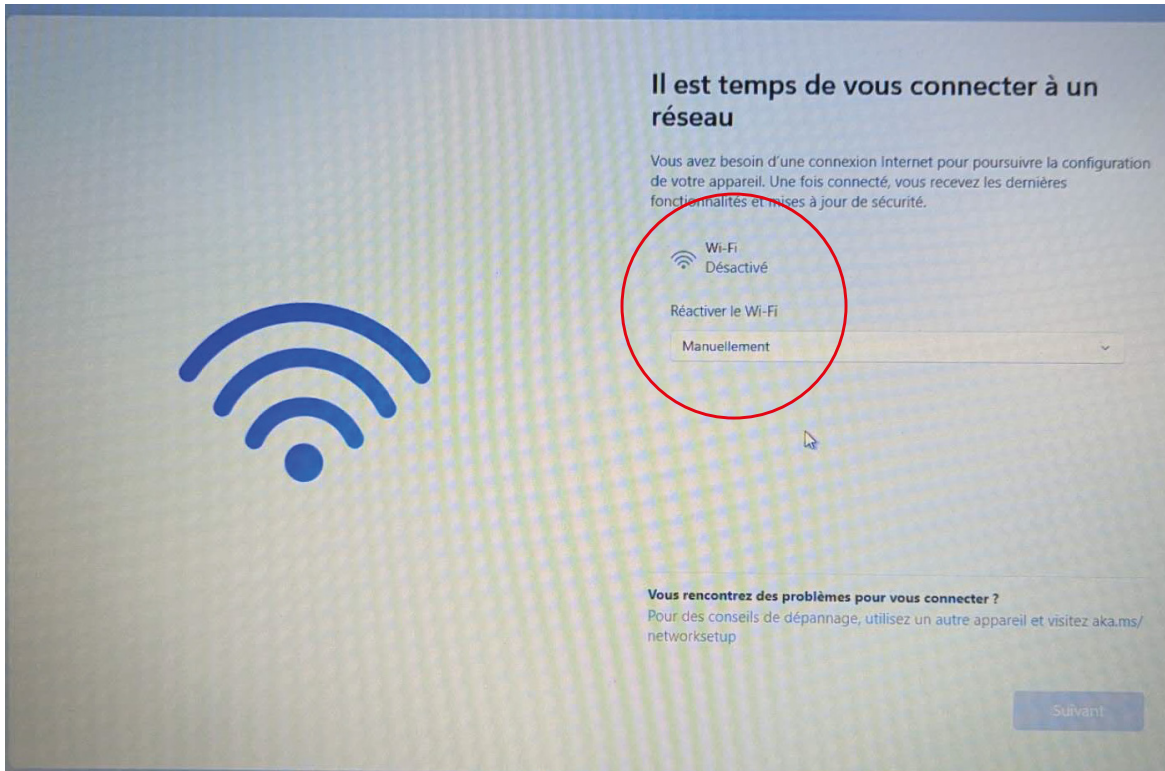 Il est temps de vous connecter à un
réseau
Vous avez besoin d'une connexion Internet pour poursuivre la configuration
de votre appareil. Une fois connecté, vous recevez les dernières
fonctionnalités et mises à jour de sécurité.
Wi-Fi
Désactivé
Réactiver le Wi-Fi
Manuellement
Vous rencontrez des problèmes pour vous connecter ?
Pour des conseils de dépannage, utilisez un autre appareil et visitez aka.ms/
networksetup
Suivant